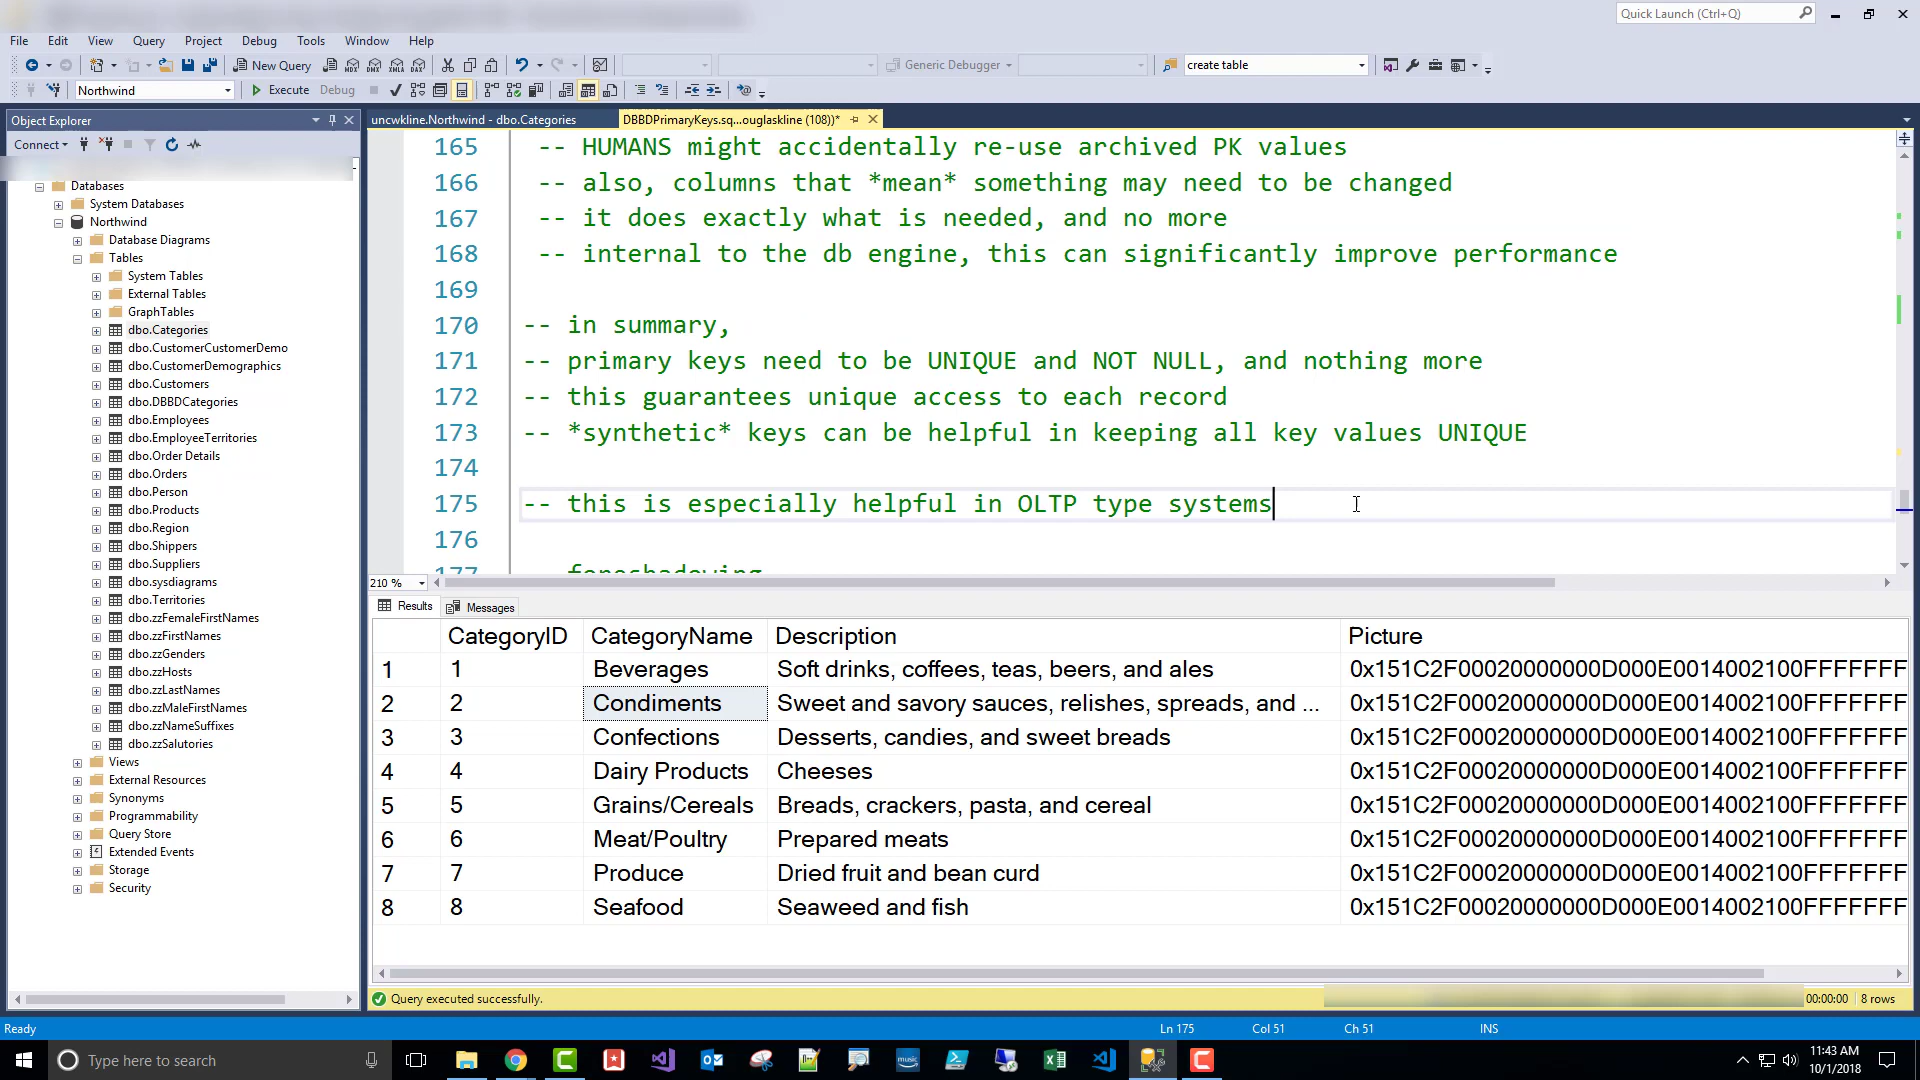 Quick Launch (Ctrl+Q)
File Edit View Query Project Debug Tools Window Help
New Query Generic Debugger create table
Northwind Execute Debug
Object Explorer
Connect
Databases
System Databases
Northwind
Database Diagrams
Tables
System Tables
External Tables
GraphTables
dbo.Categories
dbo.CustomerCustomerDemo
dbo.CustomerDemographics
dbo.Customers
dbo.DBBDCategories
dbo.Employees
dbo.EmployeeTerritories
dbo.Order Details
dbo.Orders
dbo.Person
dbo.Products
dbo.Region
dbo.Shippers
dbo.Suppliers
dbo.sysdiagrams
dbo.Territories
dbo.zzFemaleFirstNames
dbo.zzFirstNames
dbo.zzGenders
dbo.zzHosts
dbo.zzLastNames
dbo.zzMaleFirstNames
dbo.zzNameSuffixes
dbo.zzSalutories
Views
External Resources
Synonyms
Programmability
Query Store
Extended Events
Storage
Security
uncwkline.Northwind - dbo.Categories DBBDPrimaryKeys.sq...ouglaskline (108))*
165 -- HUMANS might accidentally re-use archived PK values
166 -- also, columns that *mean* something may need to be changed
167 -- it does exactly what is needed, and no more
168 -- internal to the db engine, this can significantly improve performance
169
170 -- in summary,
171 -- primary keys need to be UNIQUE and NOT NULL, and nothing more
172 -- this guarantees unique access to each record
173 -- *synthetic* keys can be helpful in keeping all key values UNIQUE
174
175 -- this is especially helpful in OLTP type systems
176
177 foreshadowing
210 %
Results Messages
CategoryID CategoryName Description Picture
1 1 Beverages Soft drinks, coffees, teas, beers, and ales 0x151C2F00020000000D000E0014002100FFFFFFF
2 2 Condiments Sweet and savory sauces, relishes, spreads, and ... 0x151C2F00020000000D000E0014002100FFFFFFF
3 3 Confections Desserts, candies, and sweet breads 0x151C2F00020000000D000E0014002100FFFFFFF
4 4 Dairy Products Cheeses 0x151C2F00020000000D000E0014002100FFFFFFF
5 5 Grains/Cereals Breads, crackers, pasta, and cereal 0x151C2F00020000000D000E0014002100FFFFFFF
6 6 Meat/Poultry Prepared meats 0x151C2F00020000000D000E0014002100FFFFFFF
7 7 Produce Dried fruit and bean curd 0x151C2F00020000000D000E0014002100FFFFFFF
8 8 Seafood Seaweed and fish 0x151C2F00020000000D000E0014002100FFFFFFF
Query executed successfully. 00:00:00 8 rows
Ready Ln 175 Col 51 Ch 51 INS
Type here to search
music
11:43 AM
10/1/2018